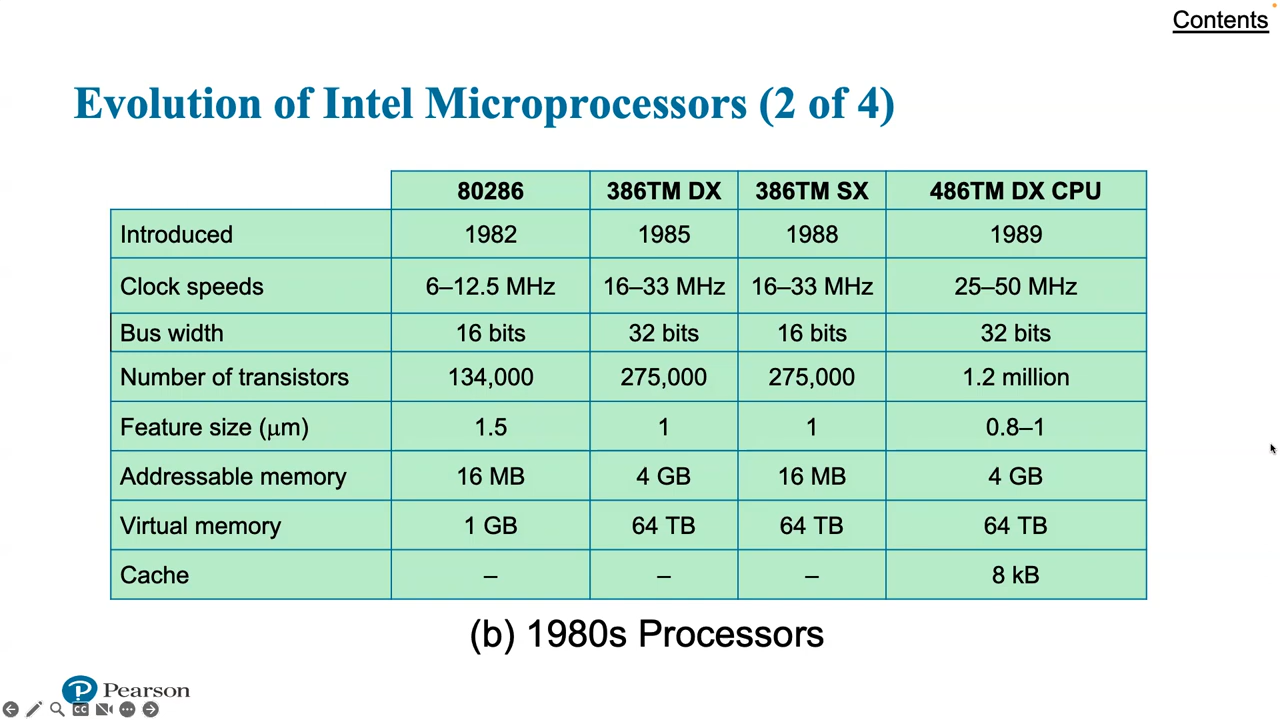 Contents
Evolution of Intel Microprocessors (2 of 4)
80286 386TM DX 386TM SX 486TM DX CPU
Introduced 1982 1985 1988 1989
Clock speeds 6–12.5 MHz 16–33 MHz 16–33 MHz 25–50 MHz
Bus width 16 bits 32 bits 16 bits 32 bits
Number of transistors 134,000 275,000 275,000 1.2 million
Feature size (μm) 1.5 1 1 0.8–1
Addressable memory 16 MB 4 GB 16 MB 4 GB
Virtual memory 1 GB 64 TB 64 TB 64 TB
Cache – – – 8 kB
(b) 1980s Processors
P Pearson
CC